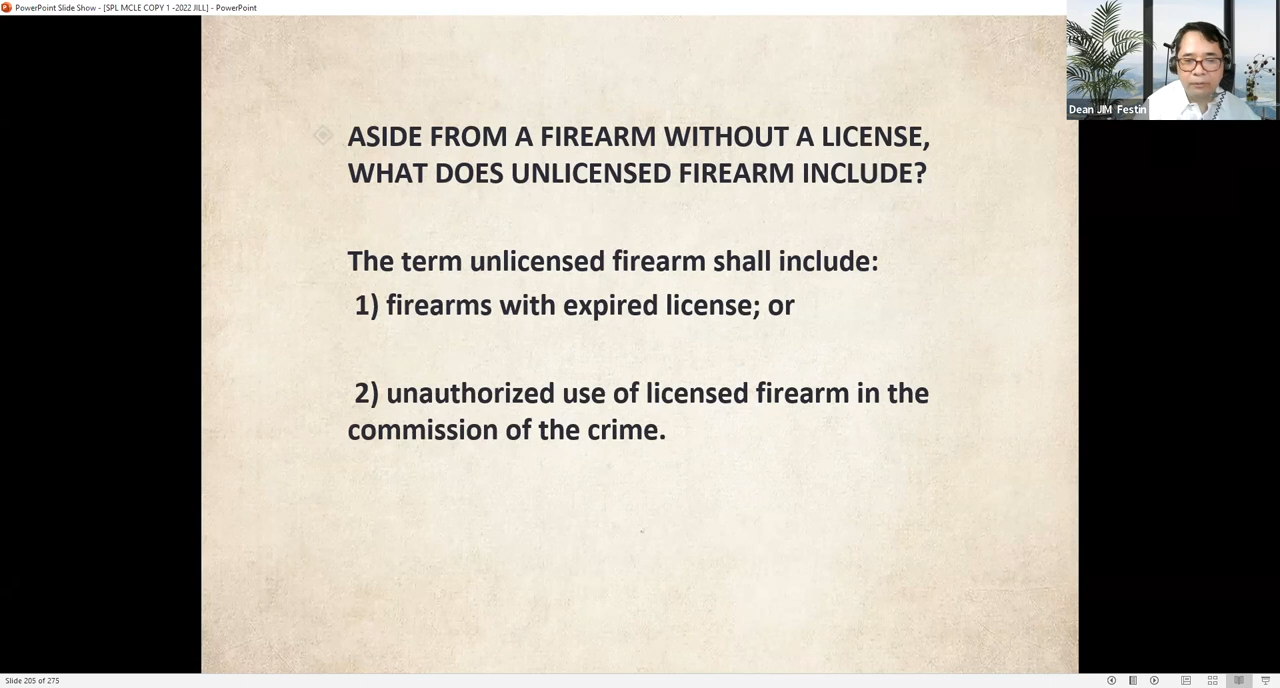 PowerPoint Slide Show - [SPL MCLE COPY 1 -2022 JILL] - PowerPoint
Dean JIM Festin
ASIDE FROM A FIREARM WITHOUT A LICENSE,
WHAT DOES UNLICENSED FIREARM INCLUDE?
The term unlicensed firearm shall include:
1) firearms with expired license; or
2) unauthorized use of licensed firearm in the
commission of the crime.
Slide 205 of 275